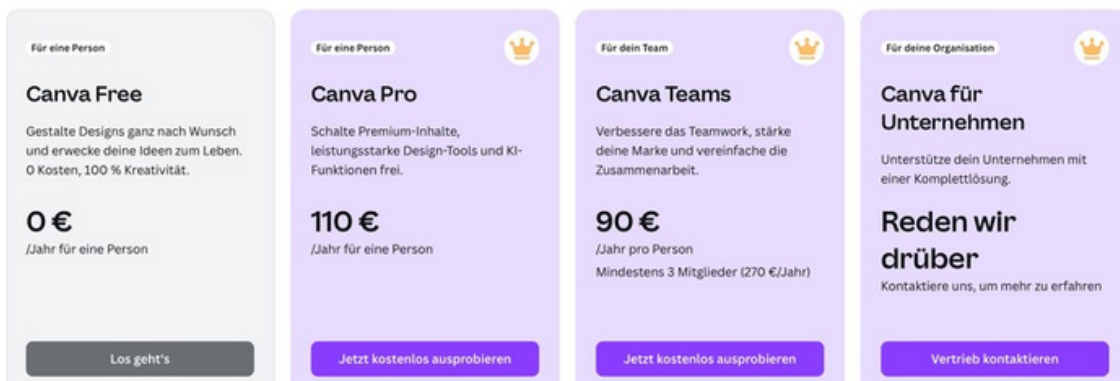 Für eine Person
Canva Free
Gestalte Designs ganz nach Wunsch
und erwecke deine Ideen zum Leben.
0 Kosten, 100 % Kreativität.
0 €
/Jahr für eine Person
Los geht's
Für eine Person
Canva Pro
Schalte Premium-Inhalte,
leistungsstarke Design-Tools und KI-
Funktionen frei.
110 €
/Jahr für eine Person
Jetzt kostenlos ausprobieren
Für dein Team
Canva Teams
Verbessere das Teamwork, stärke
deine Marke und vereinfache die
Zusammenarbeit.
90 €
/Jahr pro Person
Mindestens 3 Mitglieder (270 €/Jahr)
Jetzt kostenlos ausprobieren
Für deine Organisation
Canva für
Unternehmen
Unterstütze dein Unternehmen mit
einer Komplettlösung.
Reden wir
drüber
Kontaktiere uns, um mehr zu erfahren
Vertrieb kontaktieren